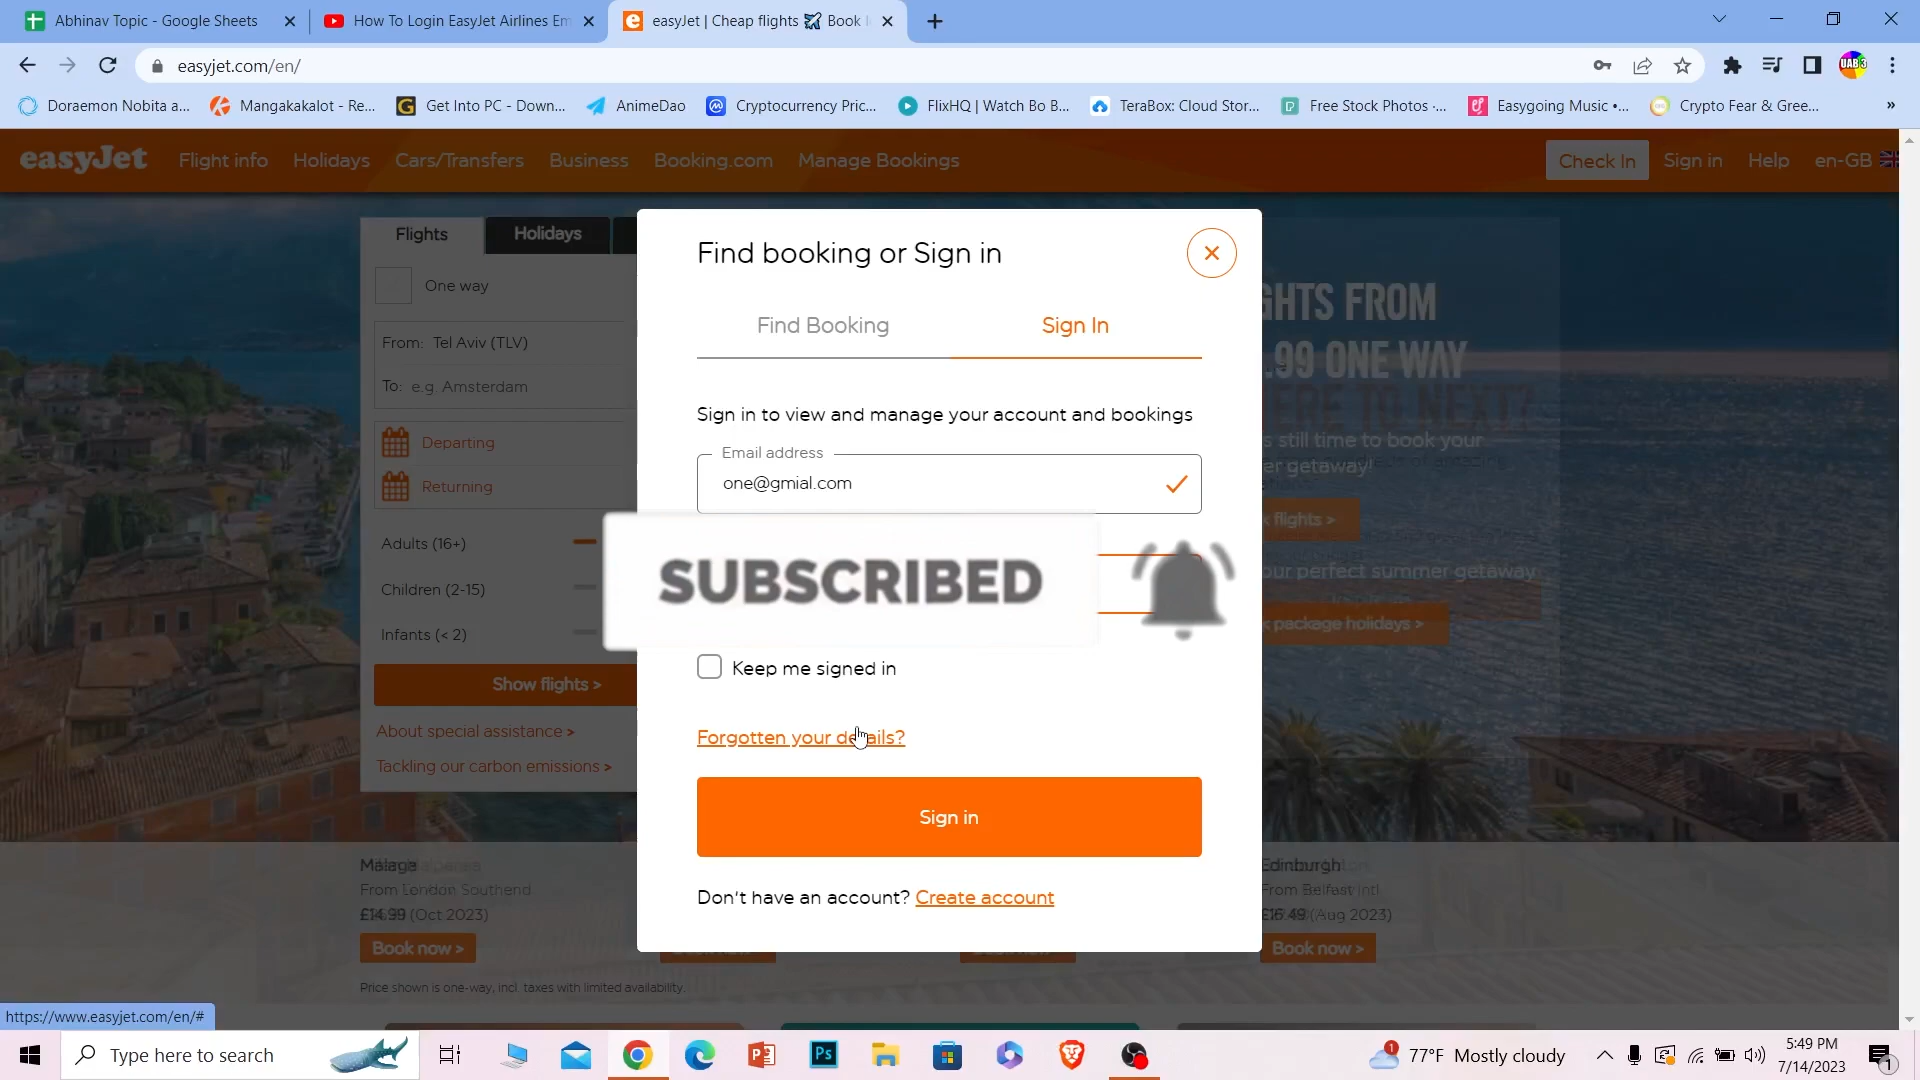 Abhinav Topic - Google Sheets
How To Login EasyJet Airlines Em
easyJet | Cheap flights ✈ Book
easyjet.com/en/
UAB 3
Doraemon Nobita a...
Mangakakalot - Re...
Get Into PC - Down...
AnimeDao
Cryptocurrency Pric...
FlixHQ | Watch Bo B...
TeraBox: Cloud Stor...
Free Stock Photos ·...
Easygoing Music •...
Crypto Fear & Gree...
»
easyJet
Flight info
Holidays
Cars/Transfers
Business
Booking.com
Manage Bookings
Check In
Sign in
Help
en-GB
Flights
Holidays
One way
From: Tel Aviv (TLV)
To: e.g. Amsterdam
Departing
Returning
Adults (16+)
Children (2-15)
Infants (< 2)
Show flights >
About special assistance >
Tackling our carbon emissions >
Find booking or Sign in
Find Booking
Sign In
Sign in to view and manage your account and bookings
Email address
one@gmial.com
SUBSCRIBED
Keep me signed in
Forgotten your details?
Sign in
Don't have an account? Create account
GHTS FROM
.99 ONE WAY
ERE TO NEXT?
s still time to book your
er getaway!
k flights >
our perfect summer getaway
k package holidays >
Malaga
From London Southend
£14.99 (Oct 2023)
Book now >
Edinburgh
From Belfast Intl
£16.49 (Aug 2023)
Book now >
Price shown is one-way, incl. taxes with limited availability.
https://www.easyjet.com/en/#
Type here to search
Ps
1
77°F Mostly cloudy
5:49 PM
7/14/2023
1